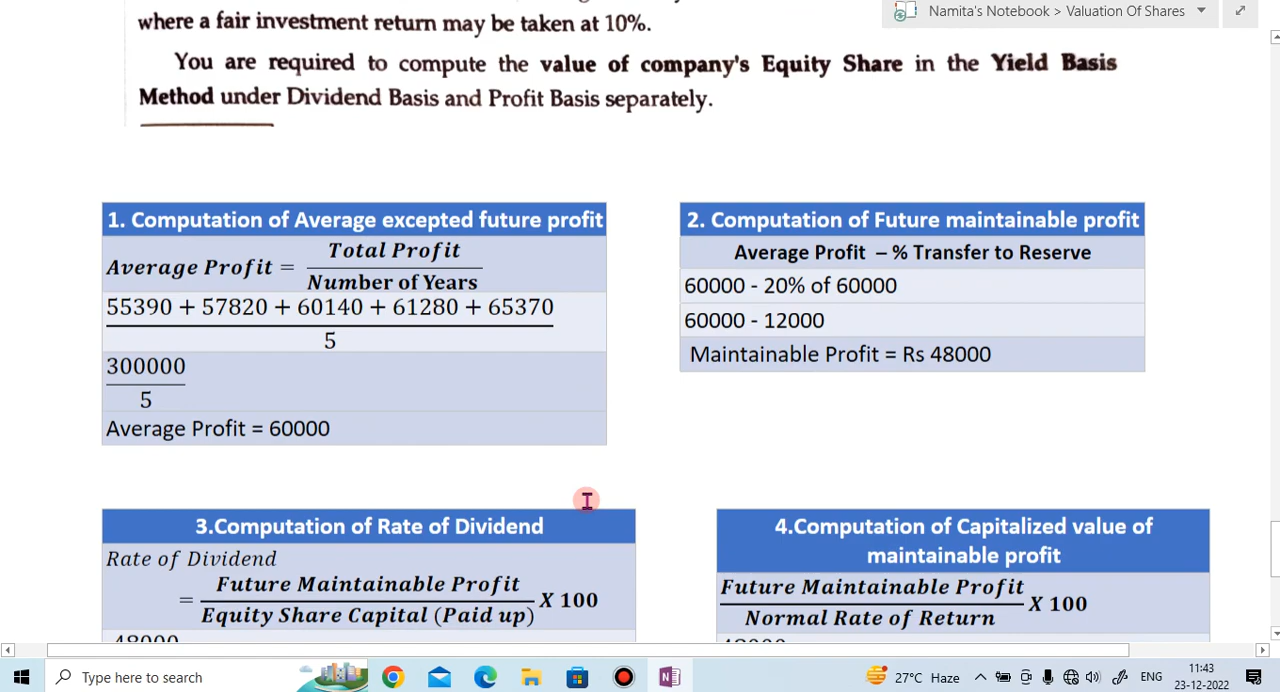 Namita's Notebook > Valuation Of Shares
where a fair investment return may be taken at 10%.
You are required to compute the value of company's Equity Share in the Yield Basis
Method under Dividend Basis and Profit Basis separately.
1. Computation of Average excepted future profit
Average Profit = Total Profit
Number of Years
55390 + 57820 + 60140 + 61280 + 65370
5
300000
5
Average Profit = 60000
2. Computation of Future maintainable profit
Average Profit – % Transfer to Reserve
60000 - 20% of 60000
60000 - 12000
Maintainable Profit = Rs 48000
3.Computation of Rate of Dividend
Rate of Dividend
= Future Maintainable Profit
Equity Share Capital (Paid up) X 100
48000
4.Computation of Capitalized value of
maintainable profit
Future Maintainable Profit
Normal Rate of Return X 100
48000
Type here to search
27°C Haze
ENG
11:43
23-12-2022